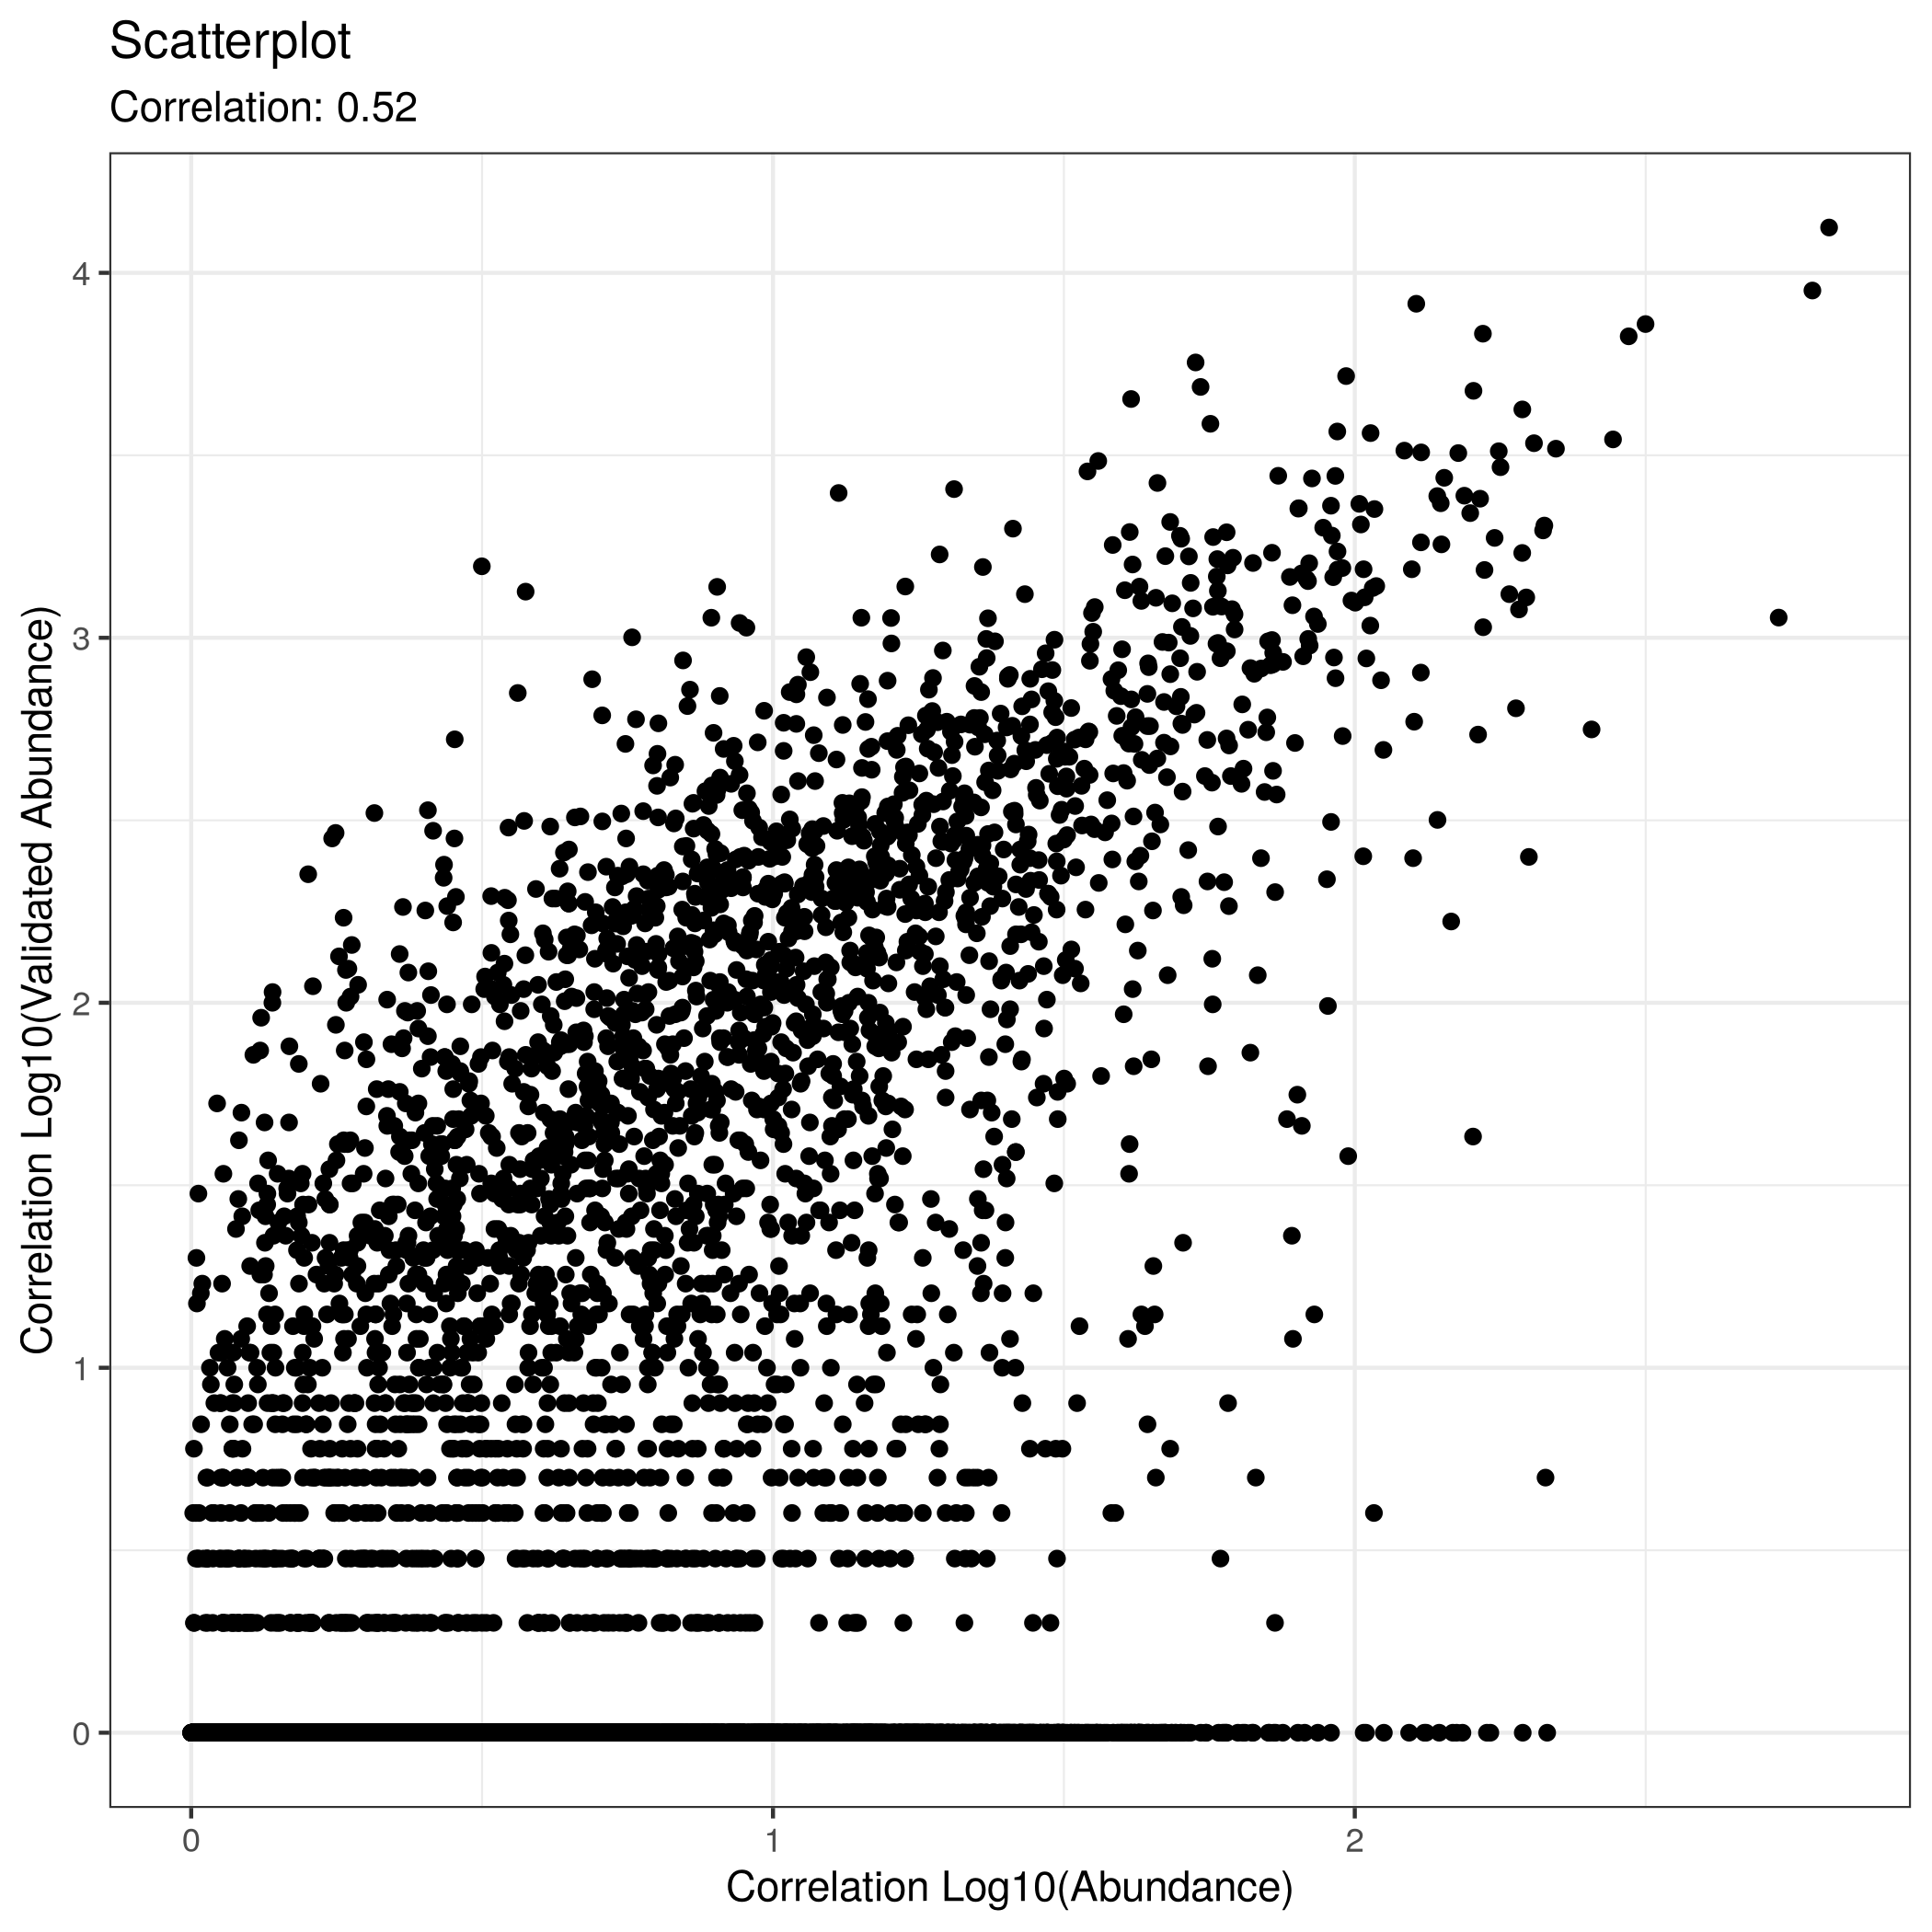 Scatterplot
Correlation: 0.52
Correlation Log10(Validated Abundance)
4
3
2
1
0
0
1
2
Correlation Log10(Abundance)